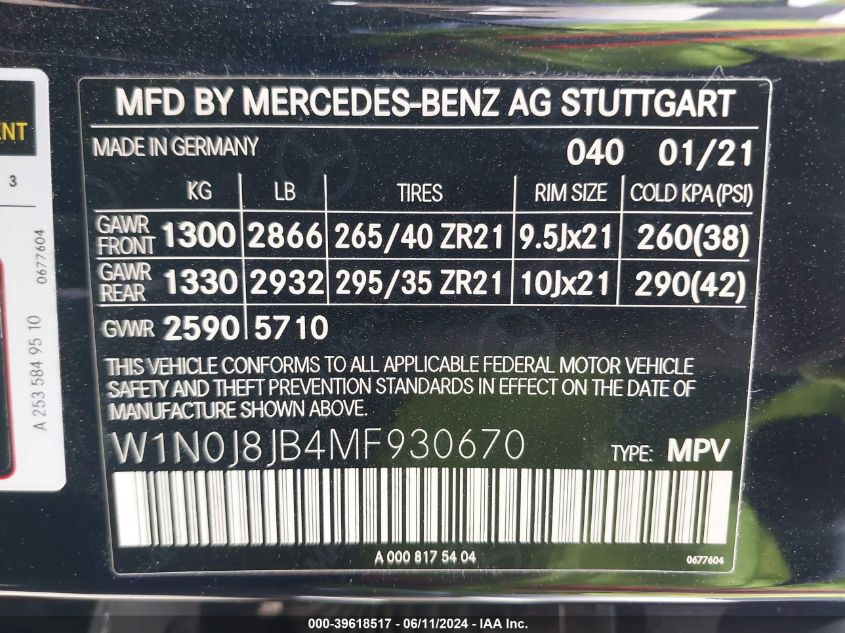 MFD BY MERCEDES-BENZ AG STUTTGART
MADE IN GERMANY 040 01/21
KG LB TIRES RIM SIZE COLD KPA(PSI)
GAWR FRONT 1300 2866 265/40 ZR21 9.5Jx21 260(38)
GAWR REAR 1330 2932 295/35 ZR21 10Jx21 290(42)
GVWR 2590 5710
THIS VEHICLE CONFORMS TO ALL APPLICABLE FEDERAL MOTOR VEHICLE
SAFETY AND THEFT PREVENTION STANDARDS IN EFFECT ON THE DATE OF
MANUFACTURE SHOWN ABOVE.
W1N0J8JB4MF930670 TYPE: MPV
A 000 817 54 04 0677604
3
0677604
A 253 584 95 10
000-39618517 - 06/11/2024 - IAA Inc.